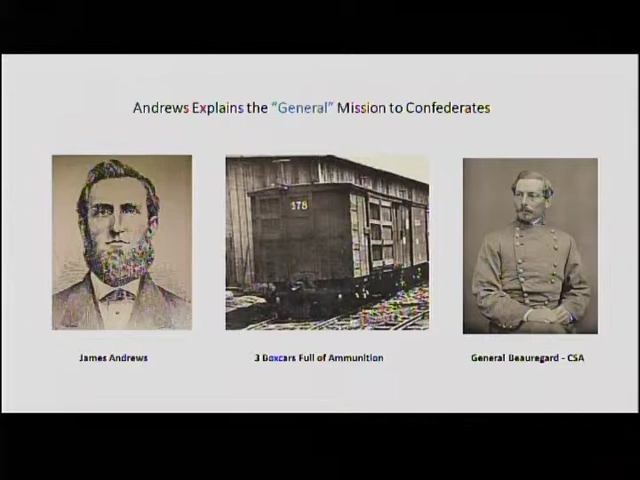 Andrews Explains the “General” Mission to Confederates
178
James Andrews
3 Boxcars Full of Ammunition
General Beauregard - CSA